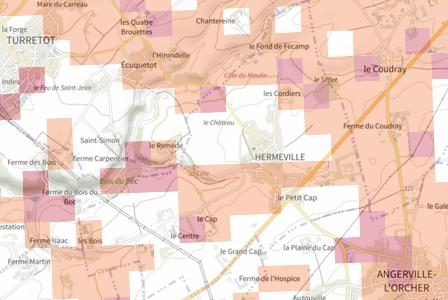 Mare du Carreau
les Quatre
Brouettes
Chantereine
la Forge
TURRETOT
l'Hirondelle
le Fond de Fécamp
Écuquetot
Côte du Moulin
le Sifflet
le Coudray
Indes
le Feu de Saint-Jean
les Cordiers
le Château
Ferme du Coudray
Saint-Simon
le Remède
Ferme des Bois
Ferme Carpentier
HERMEVILLE
la Côte
Bois du Bec
Ferme du Bois du
Bec
le Petit Cap
le Cap
Ferme Isaac
les Bois
le Centre
le Grand Cap
la Plaine du Cap
Ferme Martin
Ferme de l'Hospice
ANGERVILLE-
L'ORCHER
Auzouville